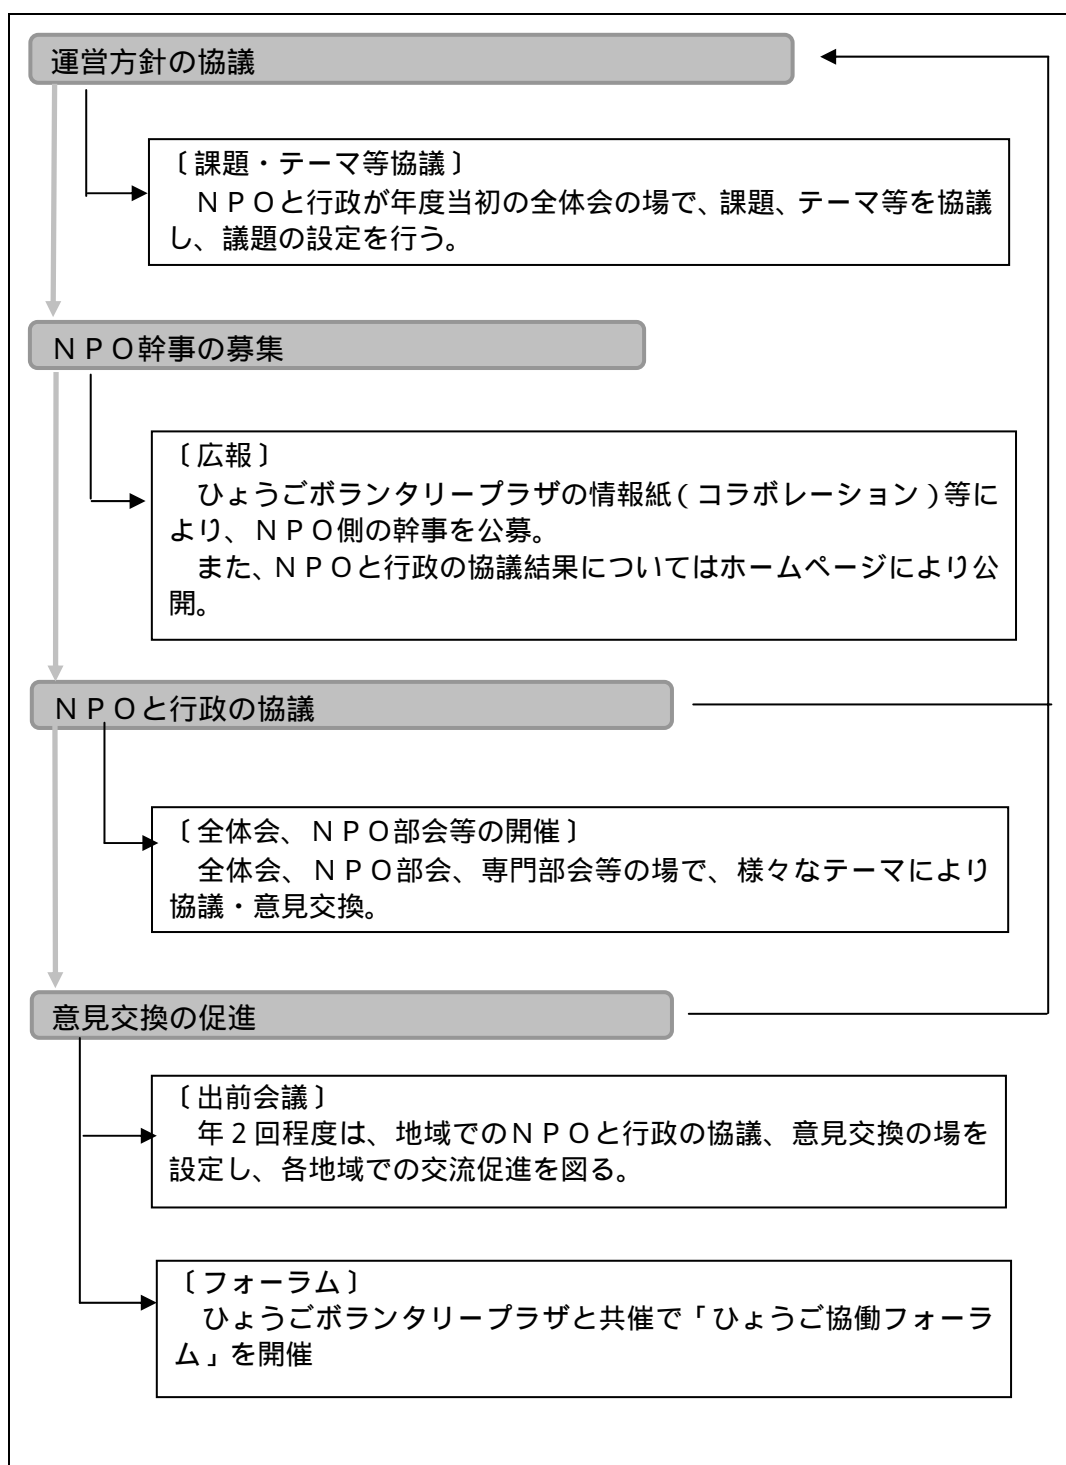 運営方針の協議
〔課題・テーマ等協議〕
ＮＰＯと行政が年度当初の全体会の場で、課題、テーマ等を協議
し、議題の設定を行う。
ＮＰＯ幹事の募集
〔広報〕
ひょうごボランタリープラザの情報紙（コラボレーション）等に
より、ＮＰＯ側の幹事を公募。
また、ＮＰＯと行政の協議結果についてはホームページにより公
開。
ＮＰＯと行政の協議
〔全体会、ＮＰＯ部会等の開催〕
全体会、ＮＰＯ部会、専門部会等の場で、様々なテーマにより
協議・意見交換。
意見交換の促進
〔出前会議〕
年２回程度は、地域でのＮＰＯと行政の協議、意見交換の場を
設定し、各地域での交流促進を図る。
〔フォーラム〕
ひょうごボランタリープラザと共催で「ひょうご協働フォーラ
ム」を開催